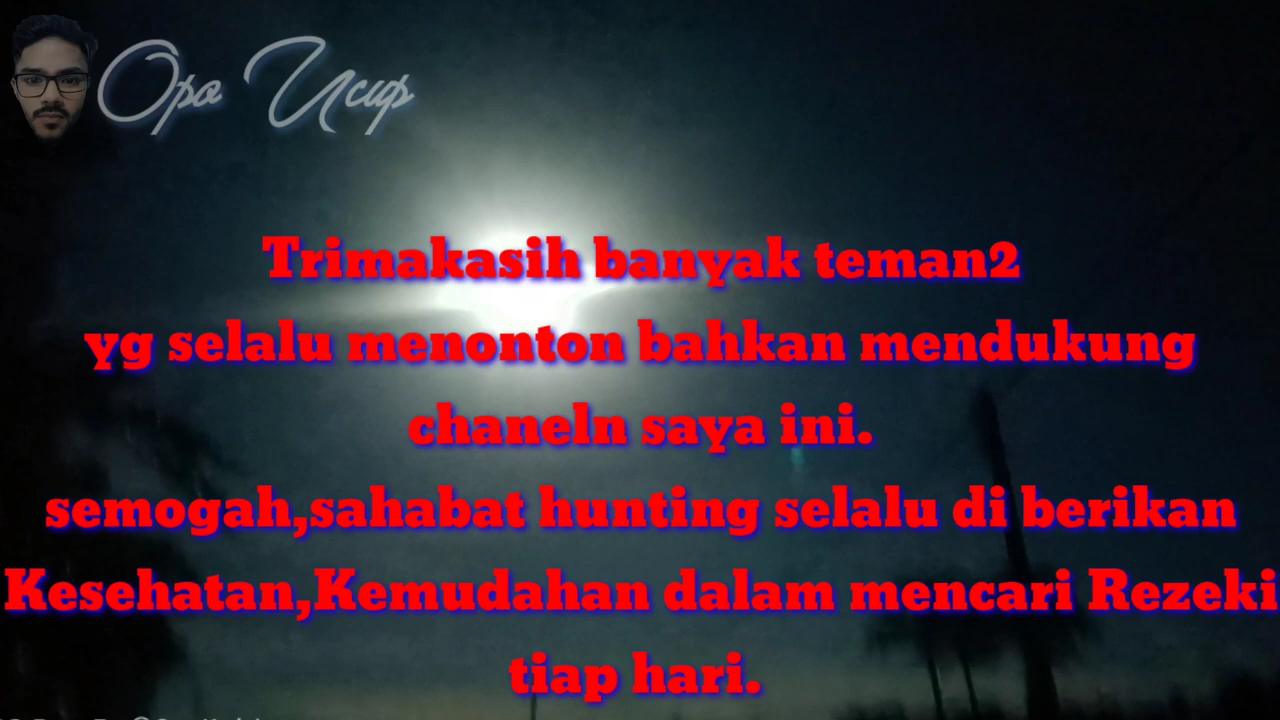 Opa Ucup
Trimakasih banyak teman2
yg selalu menonton bahkan mendukung
chaneln saya ini.
semogah,sahabat hunting selalu di berikan
Kesehatan,Kemudahan dalam mencari Rezeki
tiap hari.